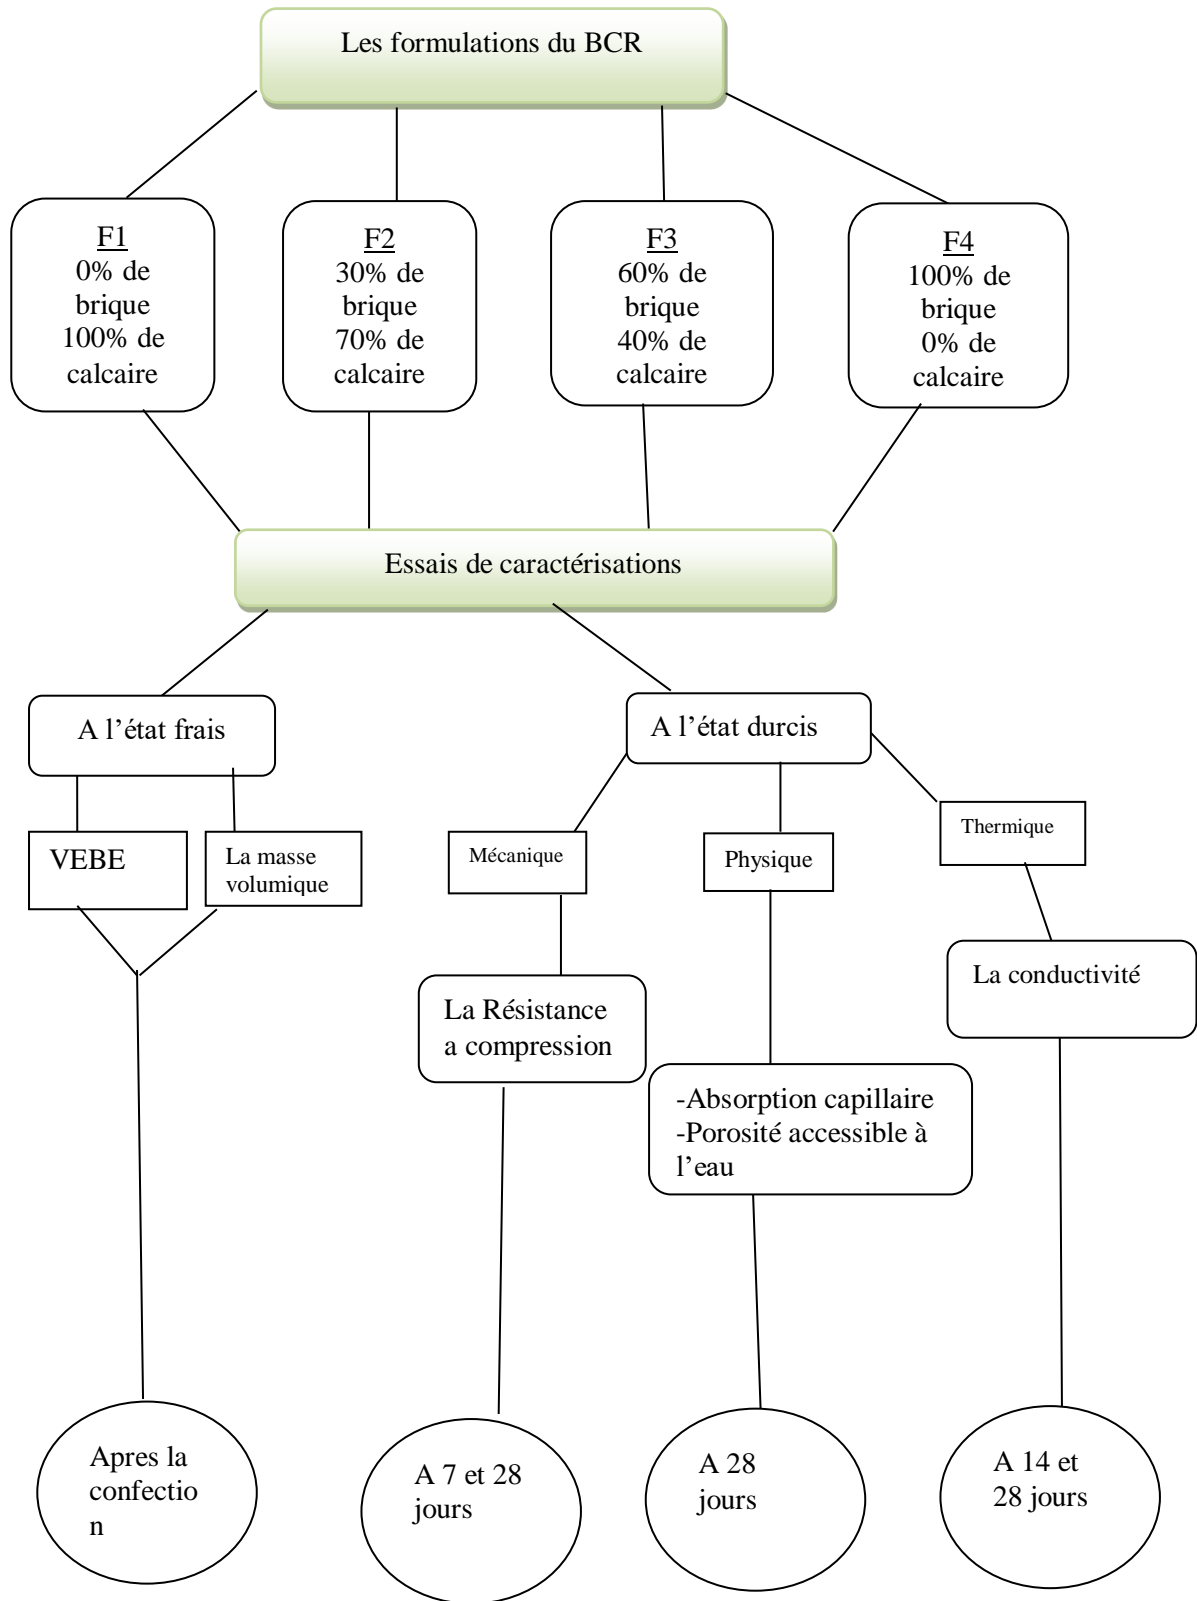 Les formulations du BCR
F1
0% de
brique
100% de
calcaire
F2
30% de
brique
70% de
calcaire
F3
60% de
brique
40% de
calcaire
F4
100% de
brique
0% de
calcaire
Essais de caractérisations
A l’état frais
A l’état durcis
VEBE
La masse
volumique
Mécanique
Physique
Thermique
La Résistance
a compression
-Absorption capillaire
-Porosité accessible à
l’eau
La conductivité
Apres la
confectio
n
A 7 et 28
jours
A 28
jours
A 14 et
28 jours